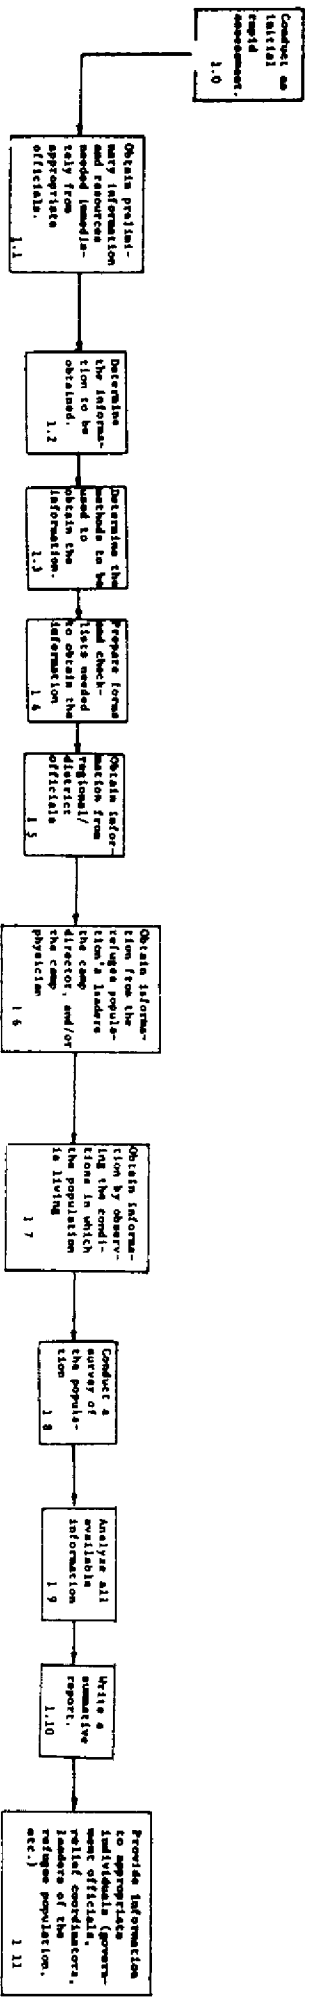 Conduct an
initial
rapid
assessment.
1.0
Obtain prelimi-
nary information
and resources
needed immedia-
tely from
appropriate
officials.
1.1
Determine
the informa-
tion to be
obtained.
1.2
Determine the
methods to be
used to
obtain the
information.
1.3
Prepare forms
and check-
lists needed
to obtain the
information
1 4
Obtain infor-
mation from
regional/
district
officials
1 5
Obtain informa-
tion from the
refugee popula-
tion's leaders
the camp
director, and/or
the camp
physician
1 6
Obtain informa-
tion by observ-
ing the condi-
tions in which
the population
is living
1 7
Conduct a
survey of
the popula-
tion
1 8
Analyze all
available
information
1 9
Write a
summative
report.
1.10
Provide information
to appropriate
individuals (govern-
ment officials,
relief coordinators,
leaders of the
refugee population,
etc.)
1 11